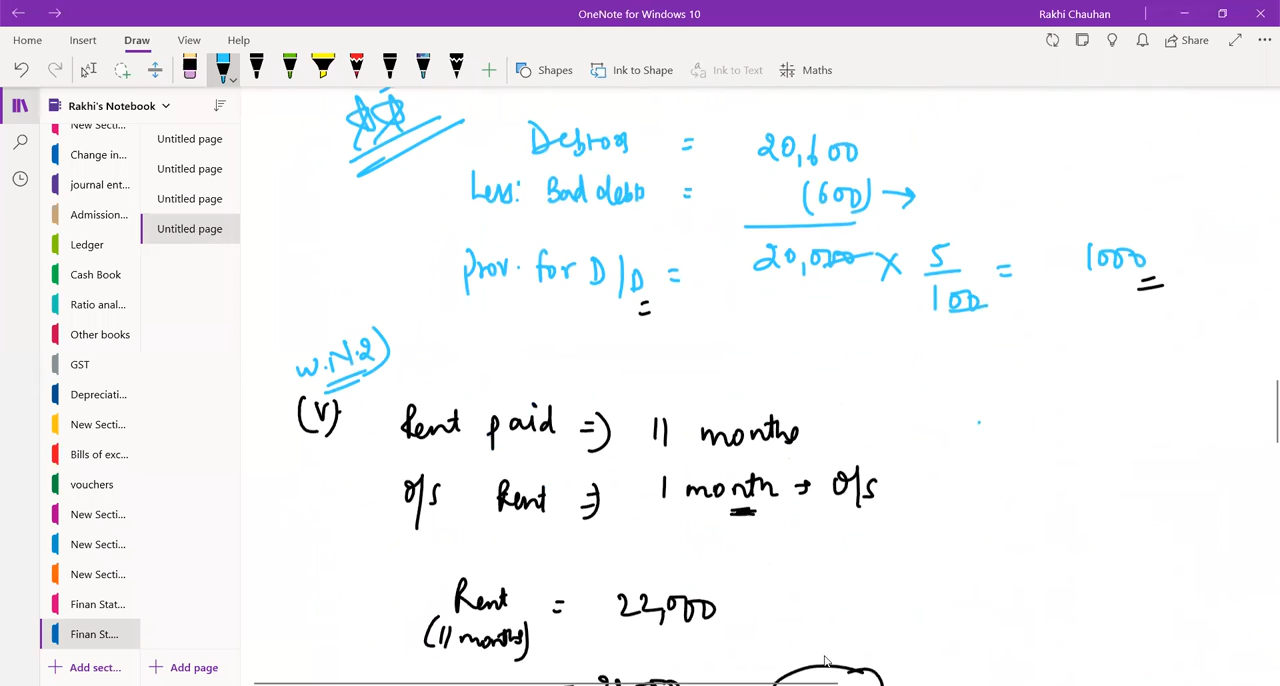 OneNote for Windows 10
Rakhi Chauhan
Home Insert Draw View Help
Share
Shapes
Ink to Shape
Ink to Text
Maths
Rakhi's Notebook
New Secti...
Change in...
journal ent...
Admission...
Ledger
Cash Book
Ratio anal...
Other books
GST
Depreciati...
New Secti...
Bills of exc...
vouchers
New Secti...
New Secti...
New Secti...
Finan Stat...
Finan St....
Add sect...
Untitled page
Untitled page
Untitled page
Untitled page
Add page
Debtors = 20,600
Less: Bad debts = (600) →
Prov. for D/D = 20,000 × 5/100 = 1000
W.N.2)
(V) Rent paid => 11 months
o/s Rent => 1 month → o/s
Rent = 22,000
(11 months)